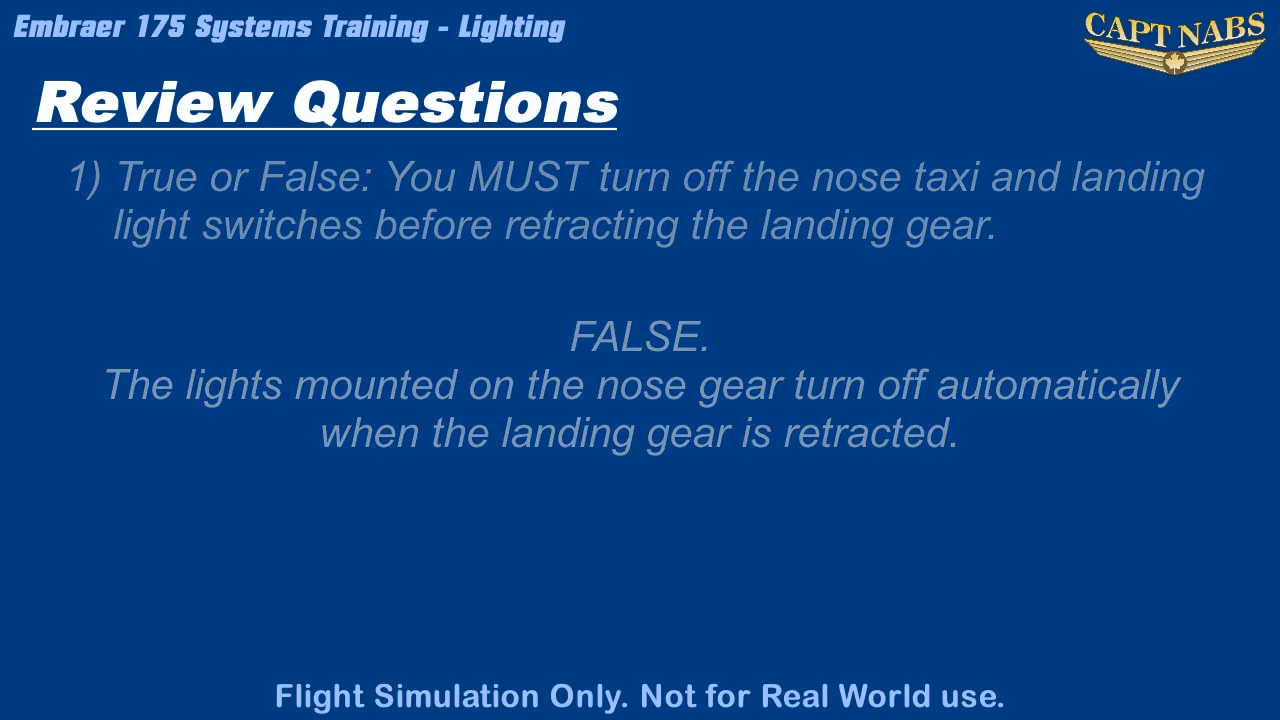 Embraer 175 Systems Training - Lighting
CAPT NABS
Review Questions
1) True or False: You MUST turn off the nose taxi and landing
light switches before retracting the landing gear.
FALSE.
The lights mounted on the nose gear turn off automatically
when the landing gear is retracted.
Flight Simulation Only. Not for Real World use.